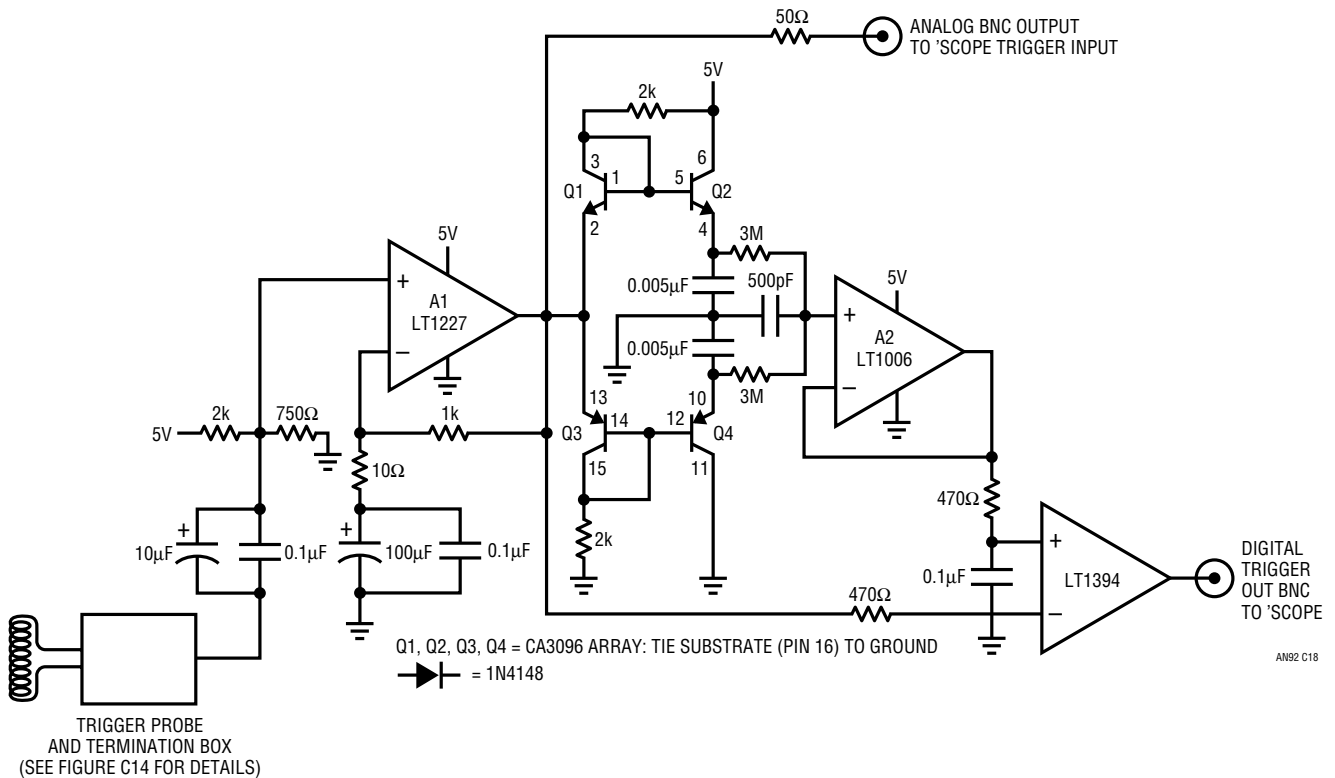 50Ω
ANALOG BNC OUTPUT
TO 'SCOPE TRIGGER INPUT
5V
2k
3
1
Q1
2
6
5
Q2
4
5V
+
A1
LT1227
–
3M
0.005µF
500pF
0.005µF
3M
5V
+
A2
LT1006
–
13
14
Q3
15
10
12
Q4
11
2k
5V
2k
750Ω
1k
10Ω
+
10µF
0.1µF
+
100µF
0.1µF
470Ω
0.1µF
470Ω
+
LT1394
–
DIGITAL
TRIGGER
OUT BNC
TO 'SCOPE
Q1, Q2, Q3, Q4 = CA3096 ARRAY: TIE SUBSTRATE (PIN 16) TO GROUND
= 1N4148
AN92 C18
TRIGGER PROBE
AND TERMINATION BOX
(SEE FIGURE C14 FOR DETAILS)